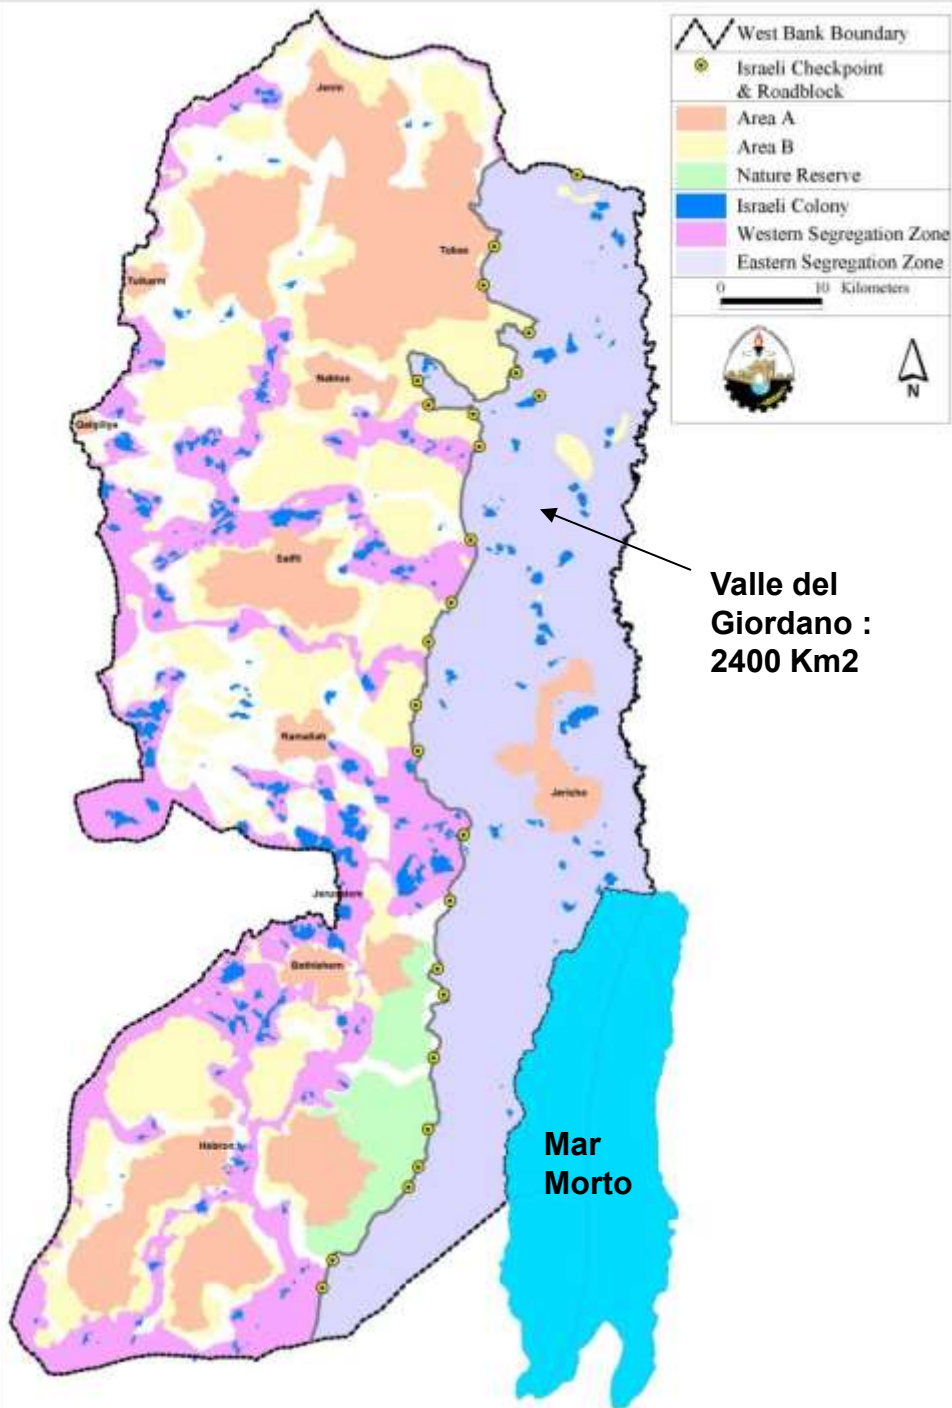 West Bank Boundary
Israeli Checkpoint
& Roadblock
Area A
Area B
Nature Reserve
Israeli Colony
Western Segregation Zone
Eastern Segregation Zone
0 10 Kilometers
N
Jenin
Tubas
Tulkarm
Nablus
Qalqiliya
Salfit
Valle del
Giordano :
2400 Km2
Ramallah
Jericho
Jerusalem
Bethlehem
Hebron
Mar
Morto